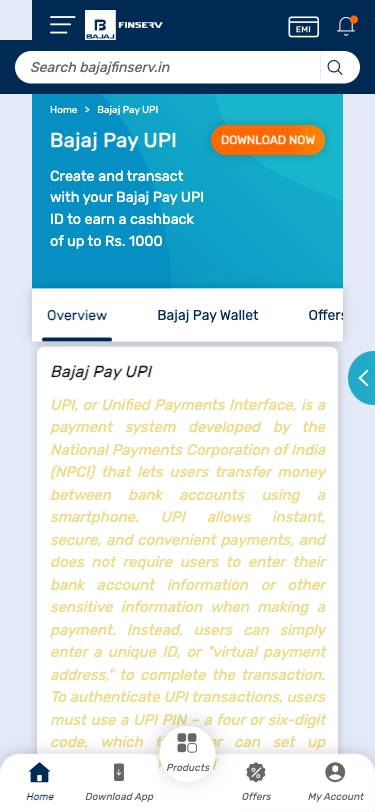 BAJAJ FINSERV
EMI
Search bajajfinserv.in
Home > Bajaj Pay UPI
Bajaj Pay UPI
DOWNLOAD NOW
Create and transact
with your Bajaj Pay UPI
ID to earn a cashback
of up to Rs. 1000
Overview Bajaj Pay Wallet Offers
Bajaj Pay UPI
UPI, or Unified Payments Interface, is a
payment system developed by the
National Payments Corporation of India
(NPCI) that lets users transfer money
between bank accounts using a
smartphone. UPI allows instant,
secure, and convenient payments, and
does not require users to enter their
bank account information or other
sensitive information when making a
payment. Instead, users can simply
enter a unique ID, or "virtual payment
address," to complete the transaction.
To authenticate UPI transactions, users
must use a UPI PIN – a four or six-digit
code, which can set up
Home Download App Products Offers My Account